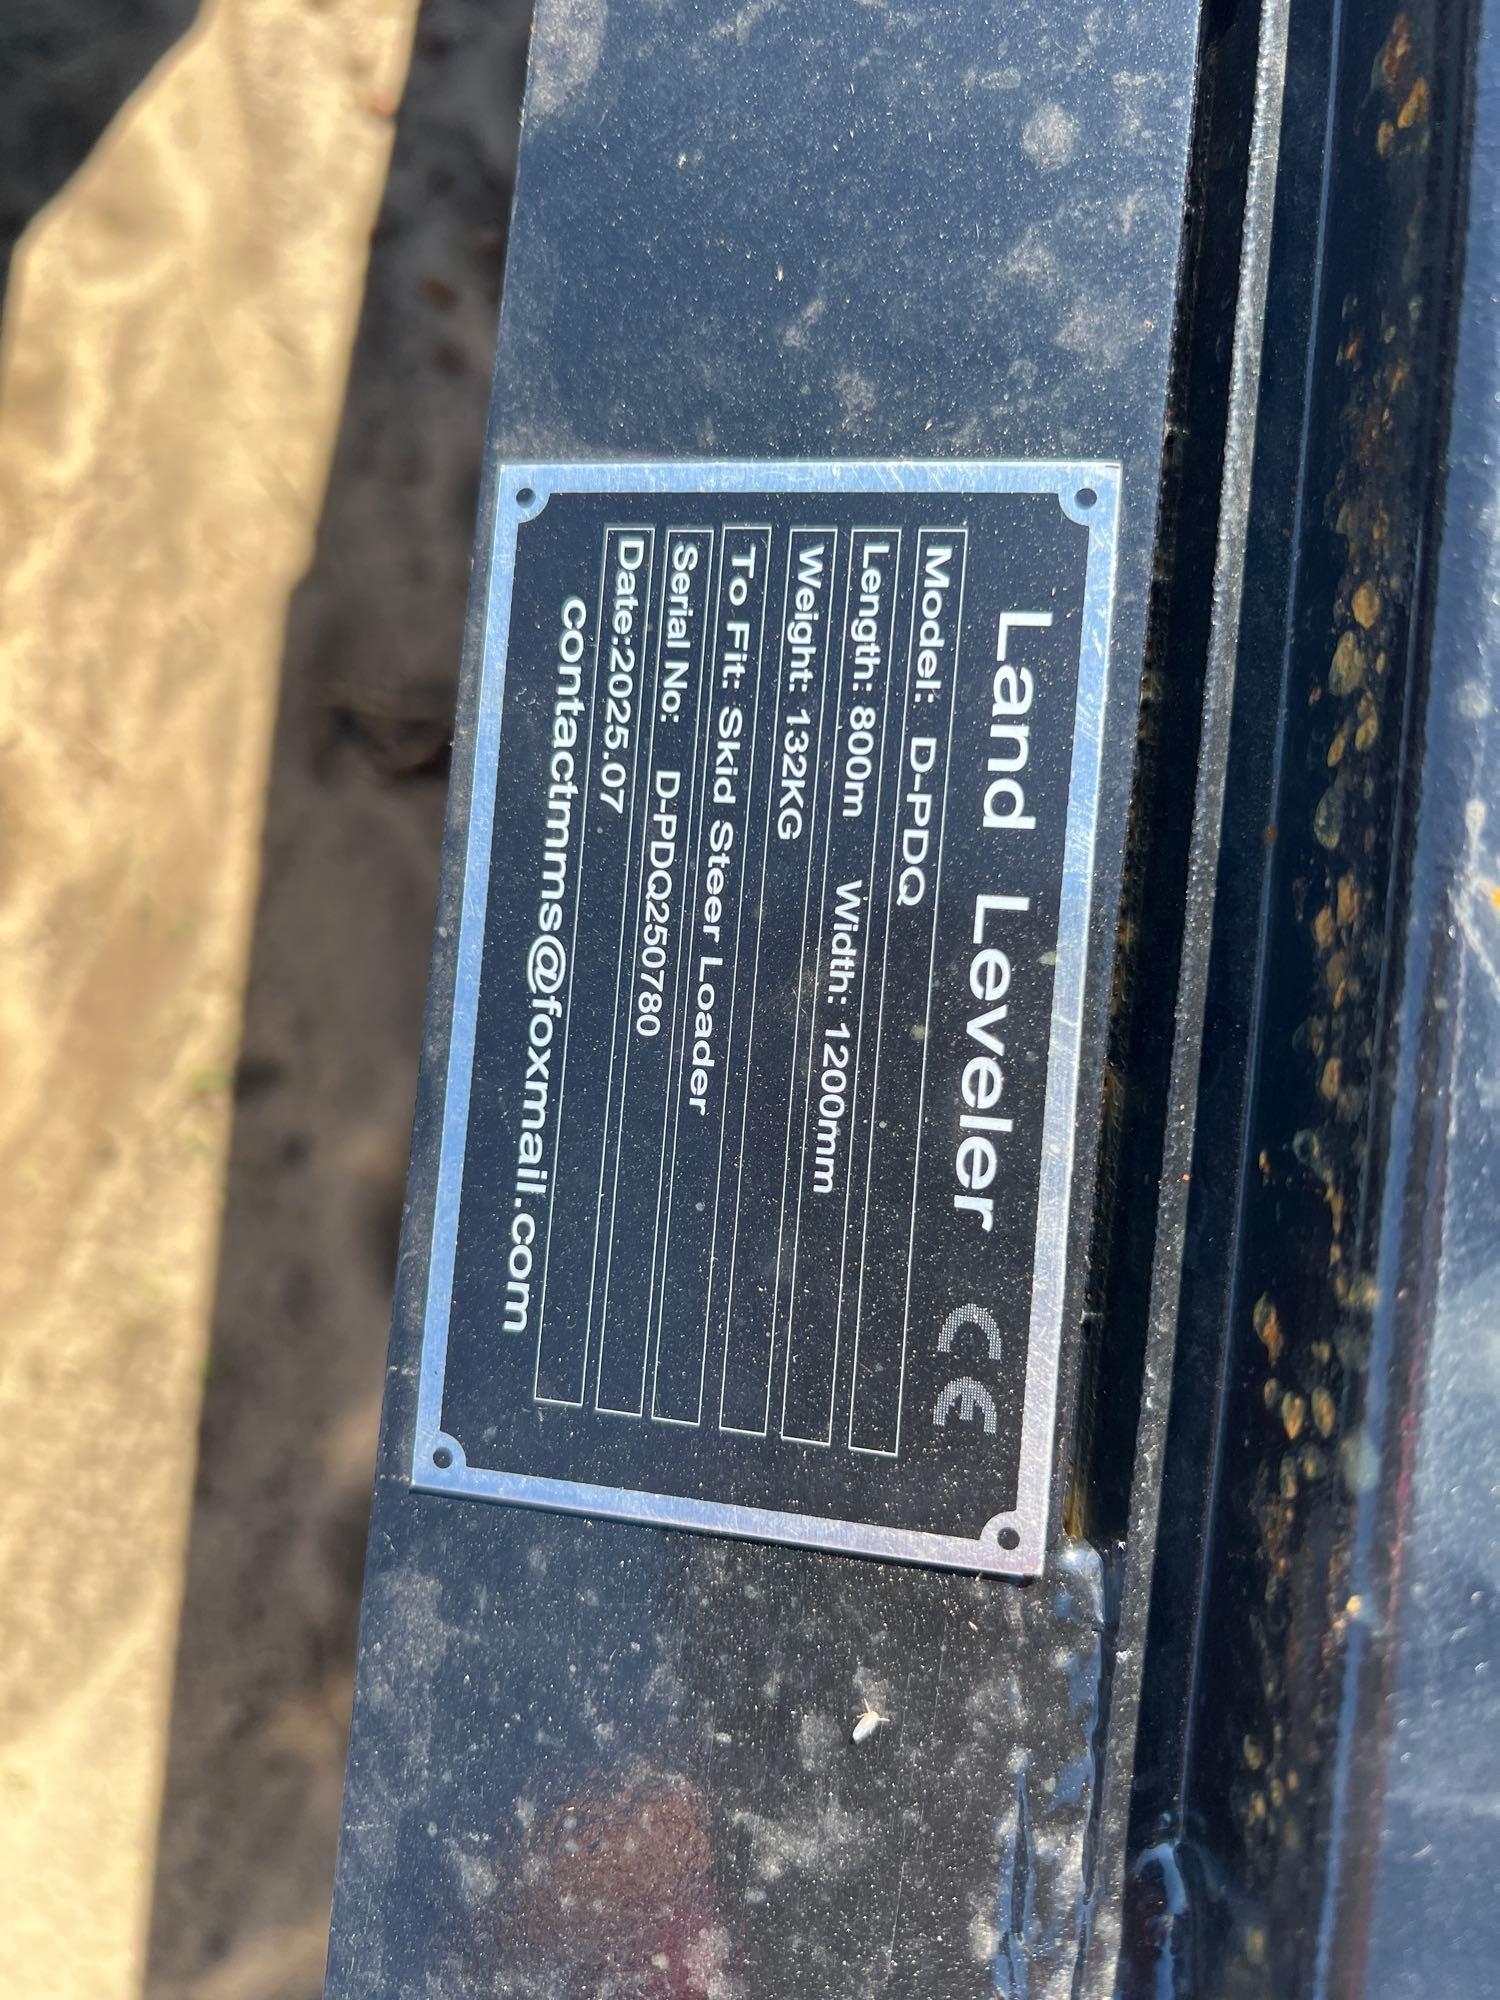 Land Leveler CE
Model: D-PDQ
Length: 800m Width: 1200mm
Weight: 132KG
To Fit: Skid Steer Loader
Serial No: D-PDQ250780
Date:2025.07
contactmms@foxmail.com